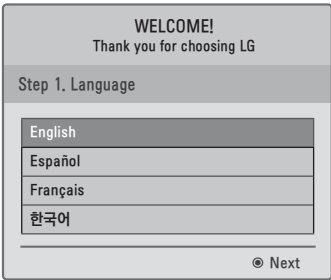 WELCOME!
Thank you for choosing LG
Step 1. Language
English
Español
Français
한국어
◉ Next